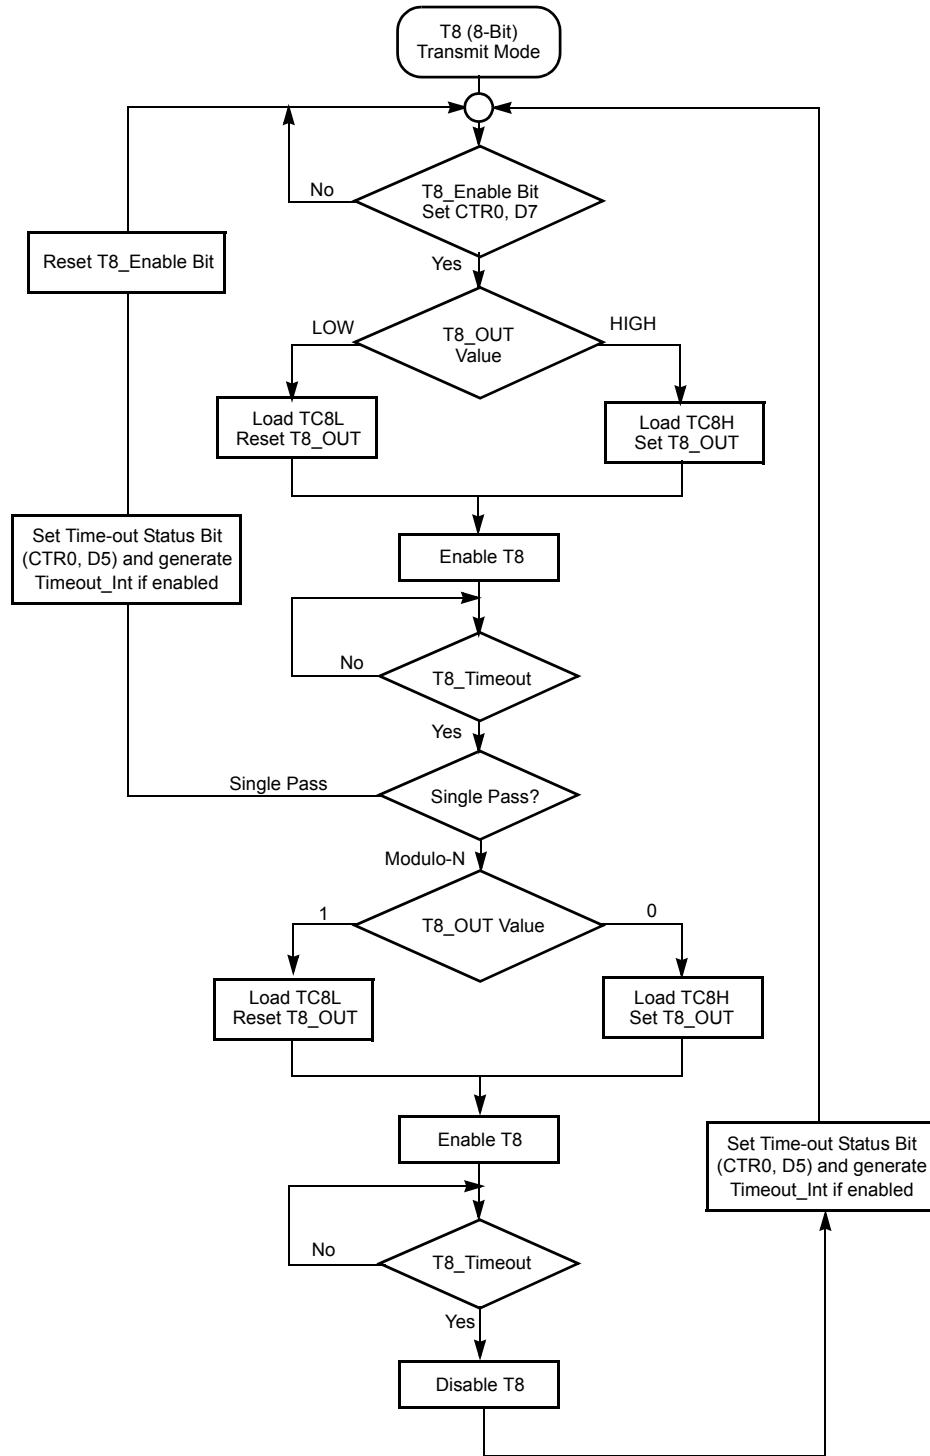 T8 (8-Bit)
Transmit Mode
No
T8_Enable Bit
Set CTR0, D7
Yes
Reset T8_Enable Bit
LOW
T8_OUT
Value
HIGH
Load TC8L
Reset T8_OUT
Load TC8H
Set T8_OUT
Set Time-out Status Bit
(CTR0, D5) and generate
Timeout_Int if enabled
Enable T8
No
T8_Timeout
Yes
Single Pass
Single Pass?
Modulo-N
1
T8_OUT Value
0
Load TC8L
Reset T8_OUT
Load TC8H
Set T8_OUT
Enable T8
Set Time-out Status Bit
(CTR0, D5) and generate
Timeout_Int if enabled
No
T8_Timeout
Yes
Disable T8